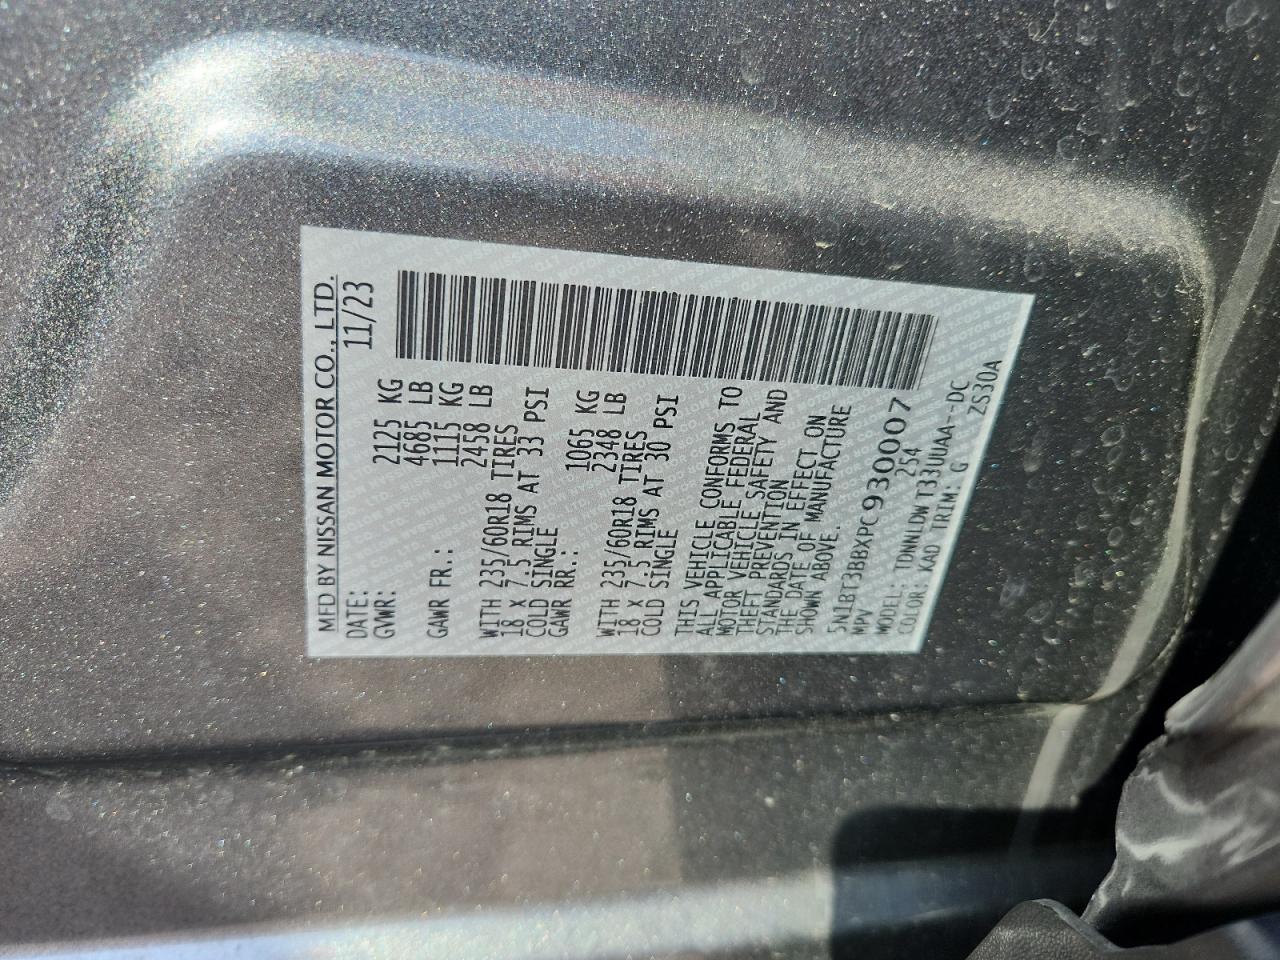 MFD BY NISSAN MOTOR CO., LTD.
DATE: 11/23
GVWR: 2125 KG
4685 LB
GAWR FR.: 1115 KG
2458 LB
WITH 235/60R18 TIRES
18 X 7.5 RIMS AT 33 PSI
COLD SINGLE
GAWR RR.: 1065 KG
2348 LB
WITH 235/60R18 TIRES
18 X 7.5 RIMS AT 30 PSI
COLD SINGLE
THIS VEHICLE CONFORMS TO
ALL APPLICABLE FEDERAL
MOTOR VEHICLE SAFETY AND
THEFT PREVENTION
STANDARDS IN EFFECT ON
THE DATE OF MANUFACTURE
SHOWN ABOVE.
5N1BT3BBXPC930007
MPV 254
MODEL: TDNNLDW T33UUAA--DC
COLOR: KAD TRIM: G ZS30A